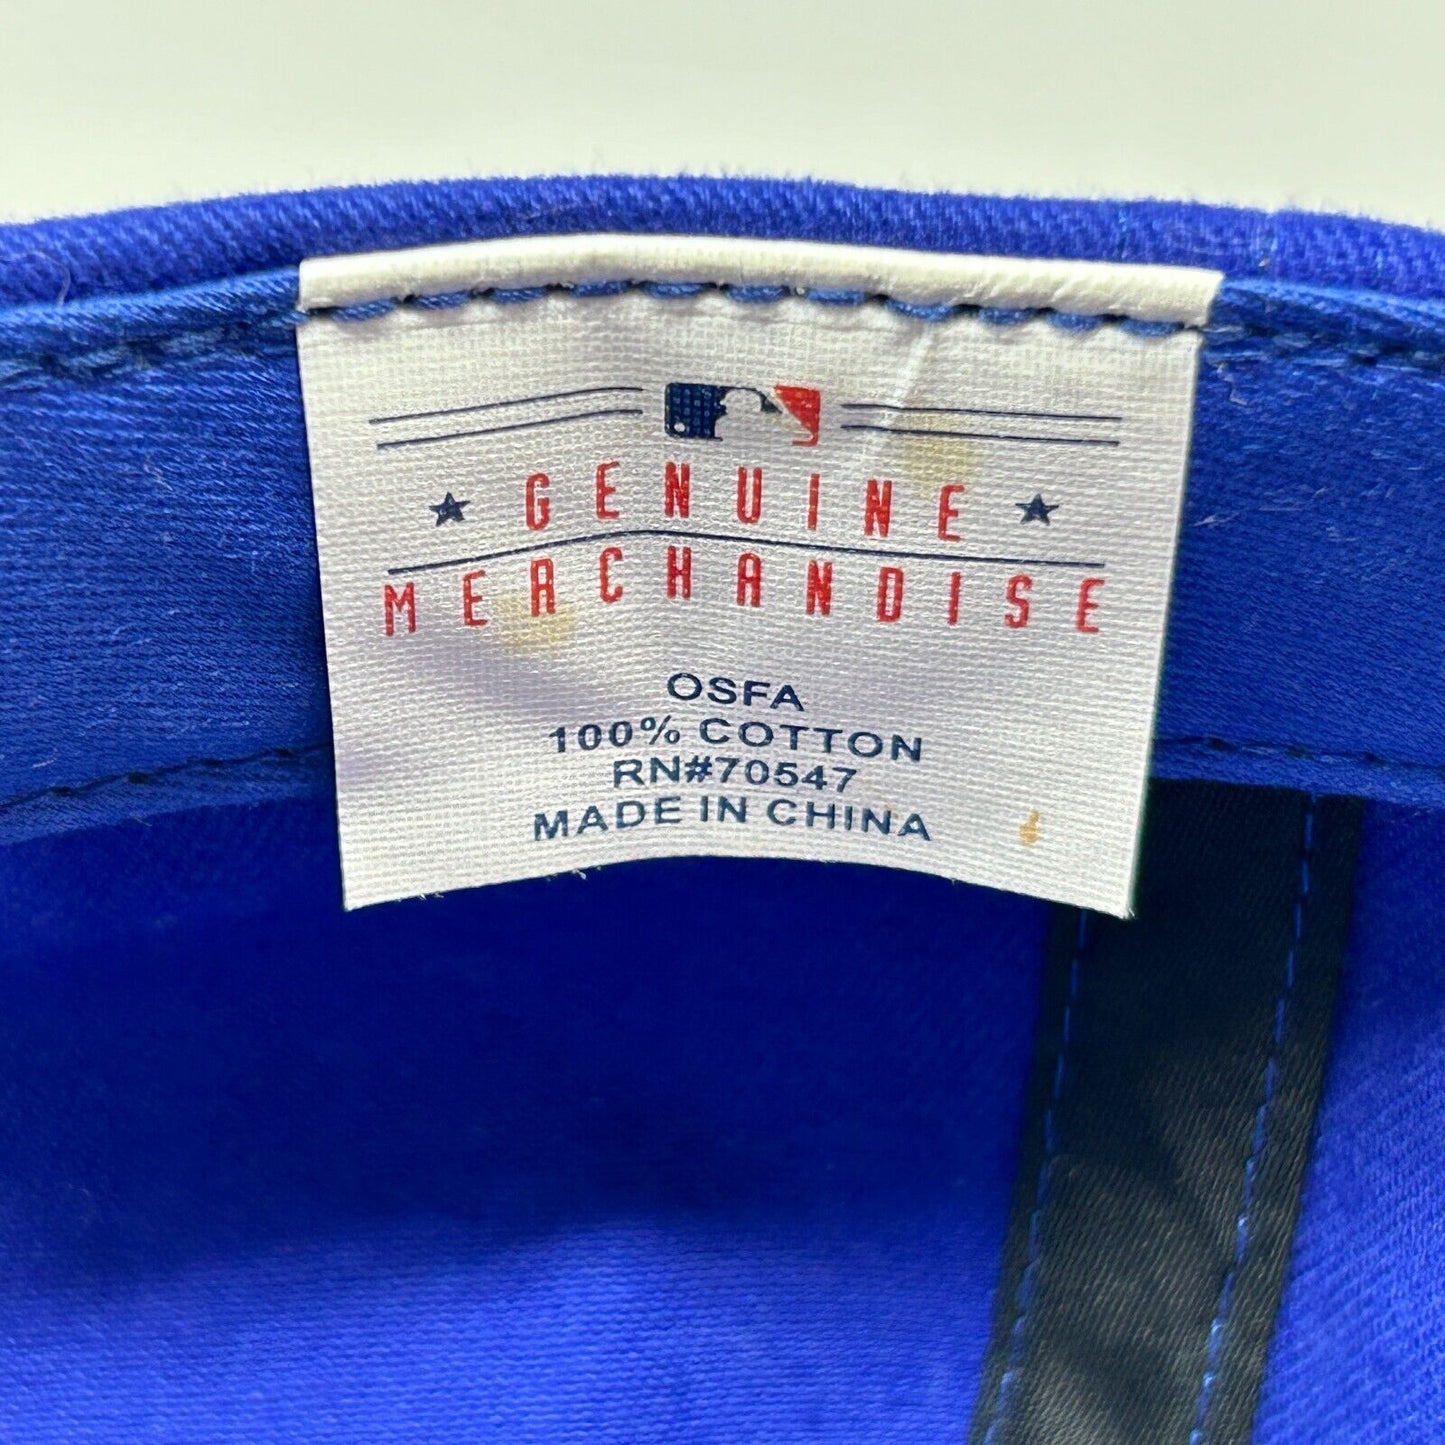 GENUINE
MERCHANDISE
OSFA
100% COTTON
RN#70547
MADE IN CHINA